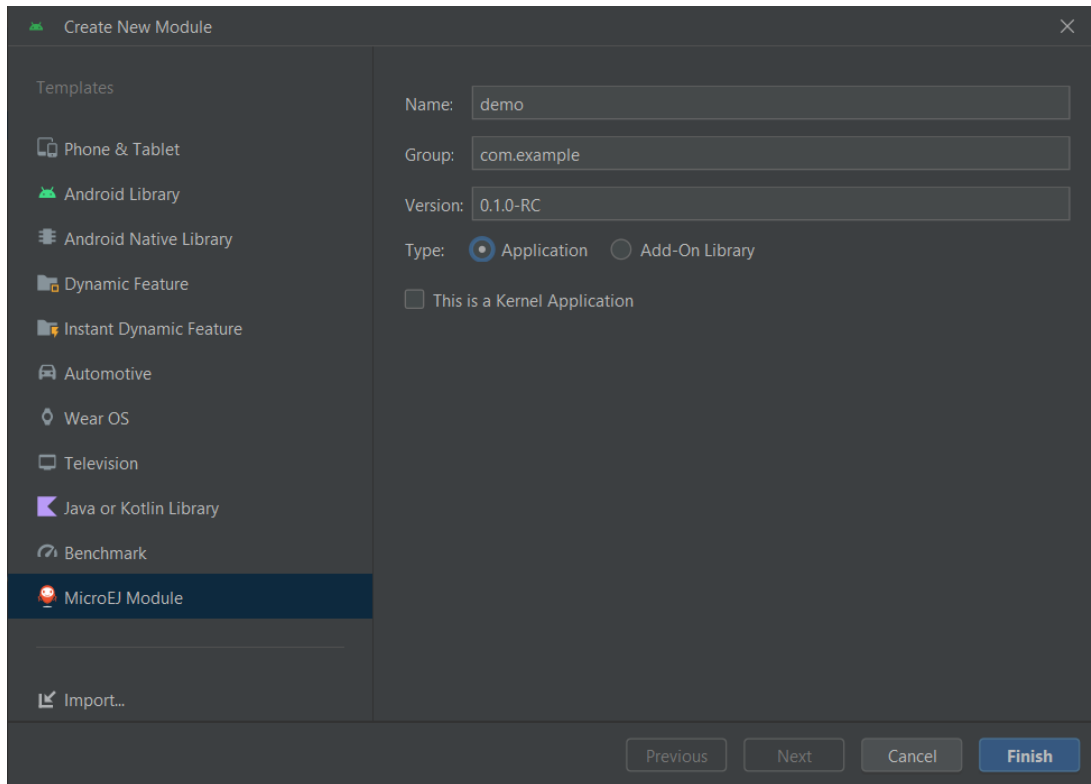 Create New Module
Templates
Phone & Tablet
Android Library
Android Native Library
Dynamic Feature
Instant Dynamic Feature
Automotive
Wear OS
Television
Java or Kotlin Library
Benchmark
MicroEJ Module
Import...
Name: demo
Group: com.example
Version: 0.1.0-RC
Type: Application Add-On Library
This is a Kernel Application
Previous Next Cancel Finish